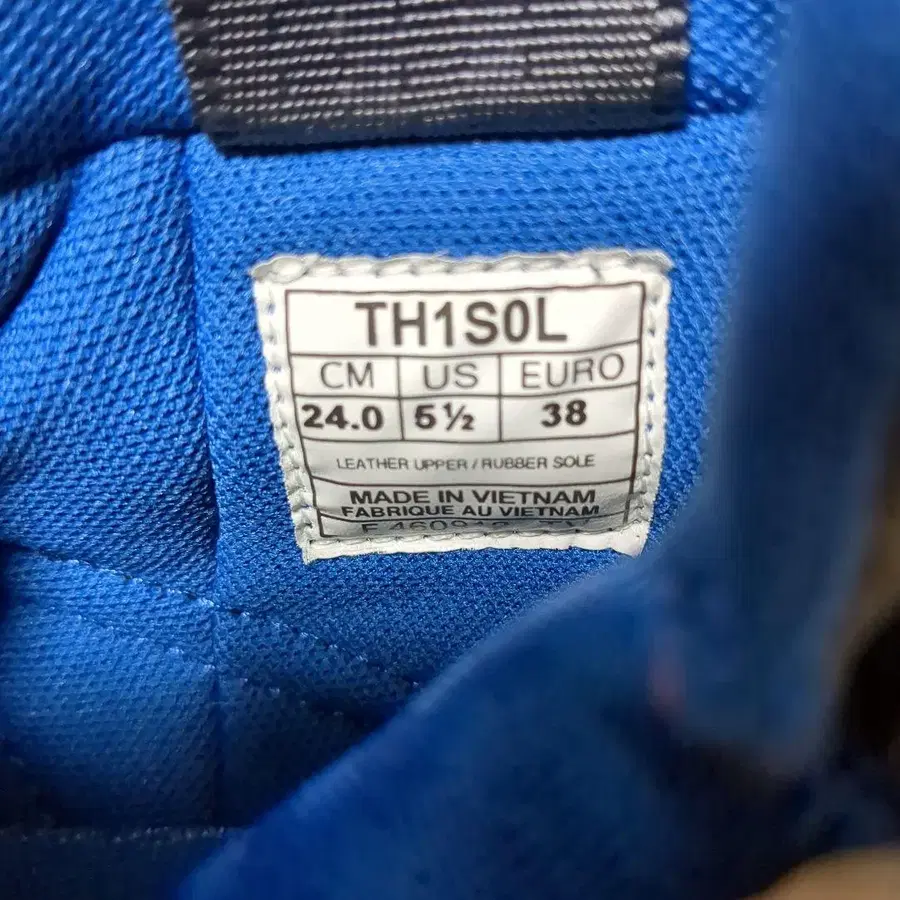 TH1S0L
CM US EURO
24.0 5½ 38
LEATHER UPPER / RUBBER SOLE
MADE IN VIETNAM
FABRIQUE AU VIETNAM